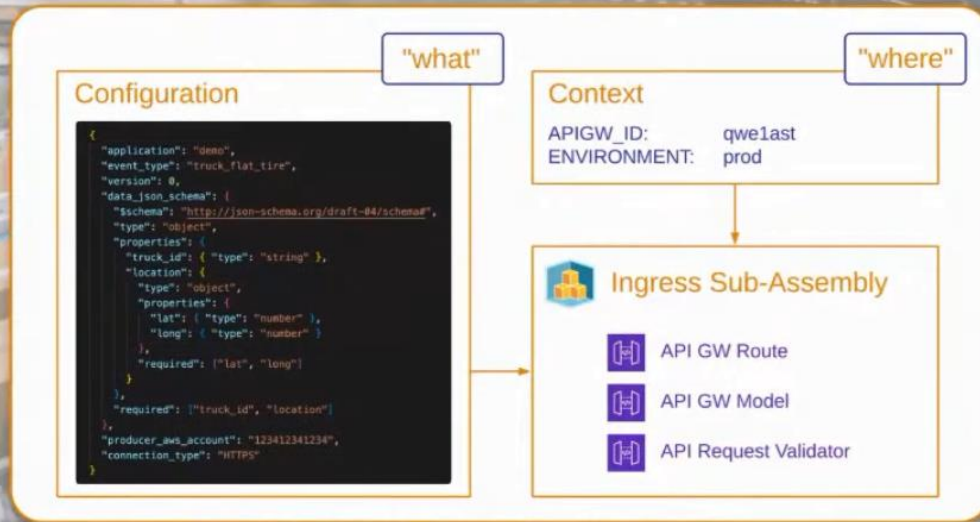 "what"
Configuration
{
"application": "demo",
"event_type": "truck_flat_tire",
"version": 0,
"data_json_schema": {
"$schema": "http://json-schema.org/draft-04/schema#",
"type": "object",
"properties": {
"truck_id": { "type": "string" },
"location": {
"type": "object",
"properties": {
"lat": { "type": "number" },
"long": { "type": "number" }
},
"required": ["lat", "long"]
}
},
"required": ["truck_id", "location"]
},
"producer_aws_account": "123412341234",
"connection_type": "HTTPS"
}
"where"
Context
APIGW_ID: qwe1ast
ENVIRONMENT: prod
Ingress Sub-Assembly
API GW Route
API GW Model
API Request Validator